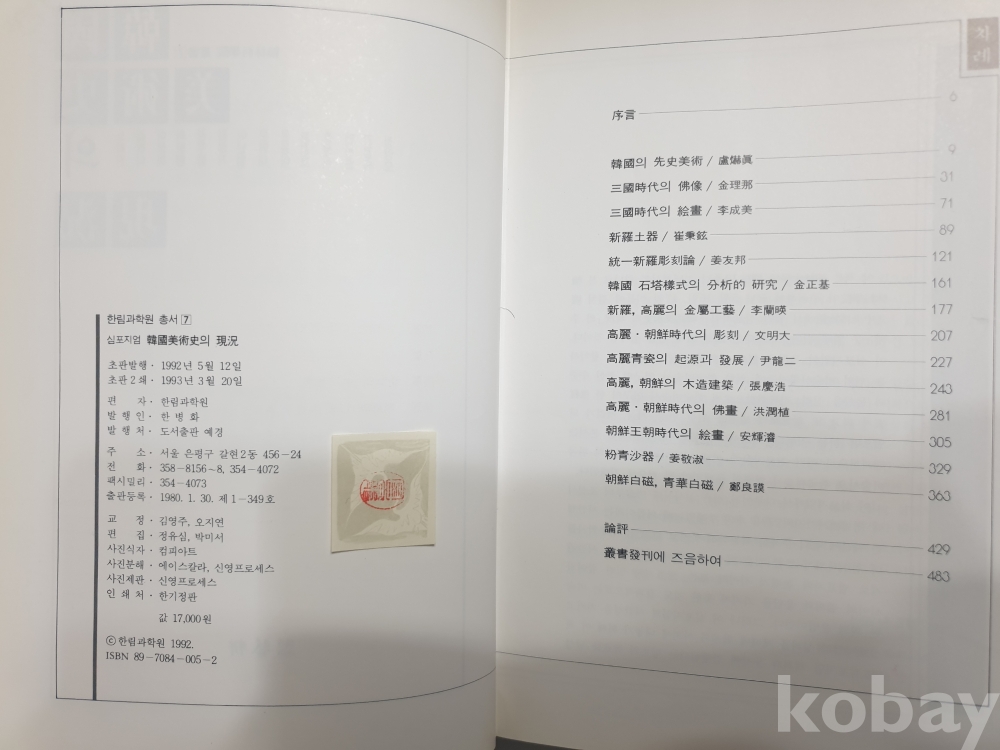 한림과학원 총서 7
심포지엄 韓國美術史의 現況
초판발행 · 1992년 5월 12일
초판 2쇄 · 1993년 3월 20일
편 자 · 한림과학원
발 행 인 · 한 병 화
발 행 처 · 도서출판 예경
주 소 · 서울 은평구 갈현2동 456-24
전 화 · 358-8156~8, 354-4072
팩시밀리 · 354-4073
출판등록 · 1980. 1. 30. 제 1-349호
교 정 · 김영주, 오지연
편 집 · 정유심, 박미서
사진식자 · 컴피아트
사진분해 · 에이스칼라, 신영프로세스
사진제판 · 신영프로세스
인 쇄 처 · 한기정판
값 17,000원
ⓒ한림과학원 1992.
ISBN 89-7084-005-2
차례
序言 6
韓國의 先史美術 / 盧爀眞 9
三國時代의 佛像 / 金理那 31
三國時代의 繪畫 / 李成美 71
新羅土器 / 崔秉鉉 89
統一新羅彫刻論 / 姜友邦 121
韓國 石塔樣式의 分析的 硏究 / 金正基 161
新羅, 高麗의 金屬工藝 / 李蘭暎 177
高麗 · 朝鮮時代의 彫刻 / 文明大 207
高麗靑瓷의 起源과 發展 / 尹龍二 227
高麗, 朝鮮의 木造建築 / 張慶浩 243
高麗 · 朝鮮時代의 佛畫 / 洪潤植 281
朝鮮王朝時代의 繪畫 / 安輝濬 305
粉靑沙器 / 姜敬淑 329
朝鮮白磁, 靑華白磁 / 鄭良謨 363
論評 429
叢書發刊에 즈음하여 483
kobay